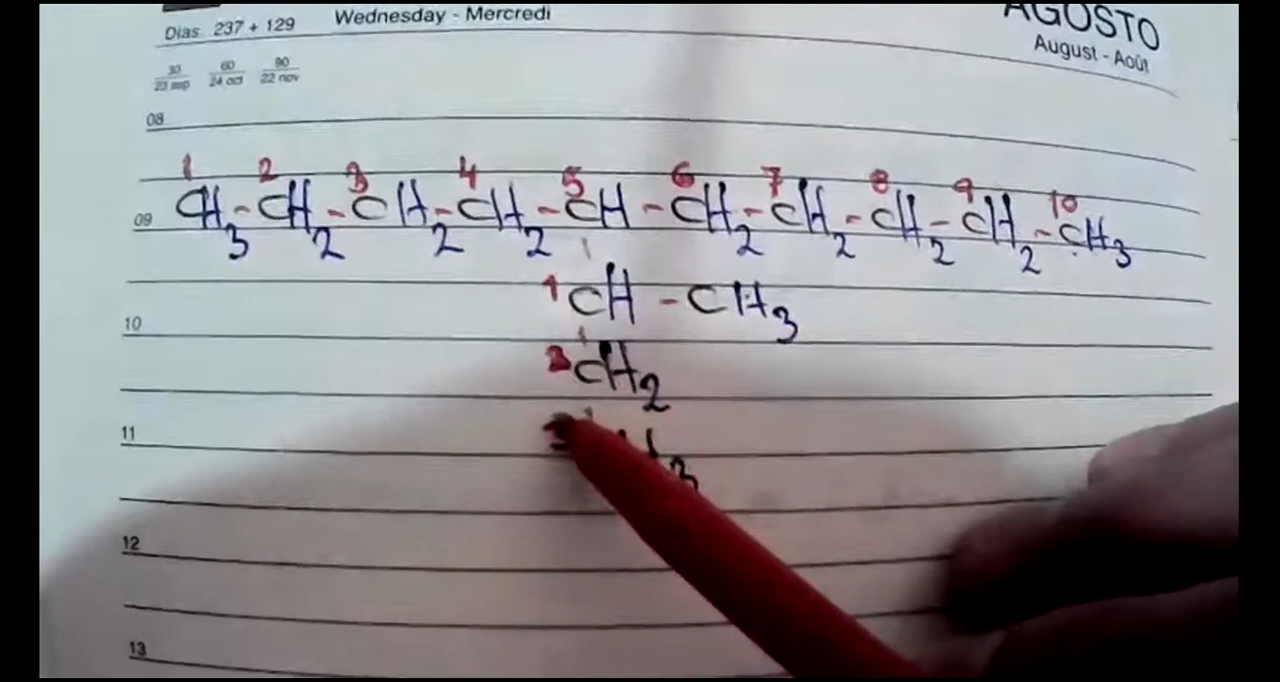 Días 237 + 129 Wednesday - Mercredi AGOSTO
August - Août
30 60 90
23 sep 24 oct 22 nov
08
1 2 3 4 5 6 7 8 9 10
09 CH3-CH2-CH2-CH2-CH-CH2-CH2-CH2-CH2-CH3
1 CH-CH3
10
2 CH2
11
3
12
13